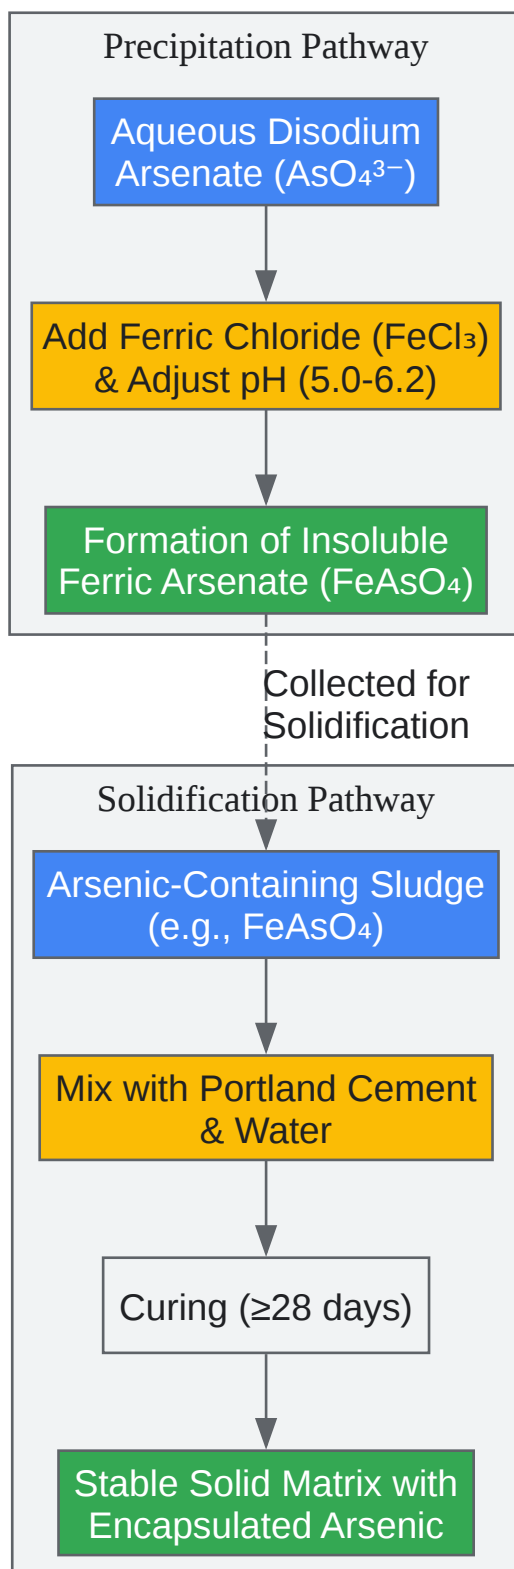 Precipitation Pathway
Aqueous Disodium
Arsenate (AsO₄³⁻)
Add Ferric Chloride (FeCl₃)
& Adjust pH (5.0-6.2)
Formation of Insoluble
Ferric Arsenate (FeAsO₄)
Collected for
Solidification
Solidification Pathway
Arsenic-Containing Sludge
(e.g., FeAsO₄)
Mix with Portland Cement
& Water
Curing (≥28 days)
Stable Solid Matrix with
Encapsulated Arsenic